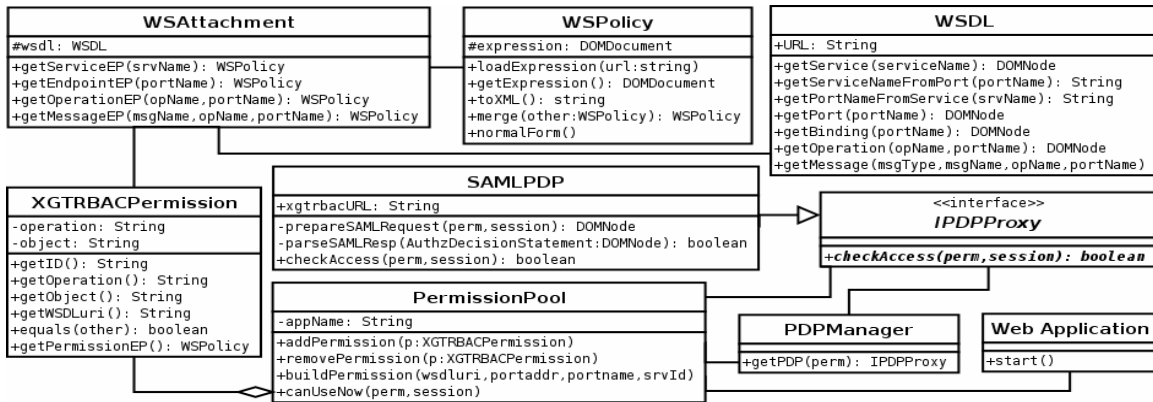 WSAttachment
#wsdl: WSDL
+getServiceEP(srvName): WSPolicy
+getEndpointEP(portName): WSPolicy
+getOperationEP(opName,portName): WSPolicy
+getMessageEP(msgName,opName,portName): WSPolicy
WSPolicy
#expression: DOMDocument
+loadExpression(url:string)
+getExpression(): DOMDocument
+toXML(): string
+merge(other:WSPolicy): WSPolicy
+normalForm()
WSDL
+URL: String
+getService(serviceName): DOMNode
+getServiceNameFromPort(portName): String
+getPortNameFromService(srvName): String
+getPort(portName): DOMNode
+getBinding(portName): DOMNode
+getOperation(opName,portName): DOMNode
+getMessage(msgType,msgName,opName,portName)
XGTRBACPermission
-operation: String
-object: String
+getID(): String
+getOperation(): String
+getObject(): String
+getWSDLuri(): String
+equals(other): boolean
+getPermissionEP(): WSPolicy
SAMLPDP
+xgtrbacURL: String
-prepareSAMLRequest(perm,session): DOMNode
-parseSAMLResp(AuthzDecisionStatement:DOMNode): boolean
+checkAccess(perm,session): boolean
<<interface>>
IPDPProxy
+checkAccess(perm,session): boolean
PermissionPool
-appName: String
+addPermission(p:XGTRBACPermission)
+removePermission(p:XGTRBACPermission)
+buildPermission(wsdluri,portaddr,portname,srvId)
+canUseNow(perm,session)
PDPManager
+getPDP(perm): IPDPProxy
Web Application
+start()